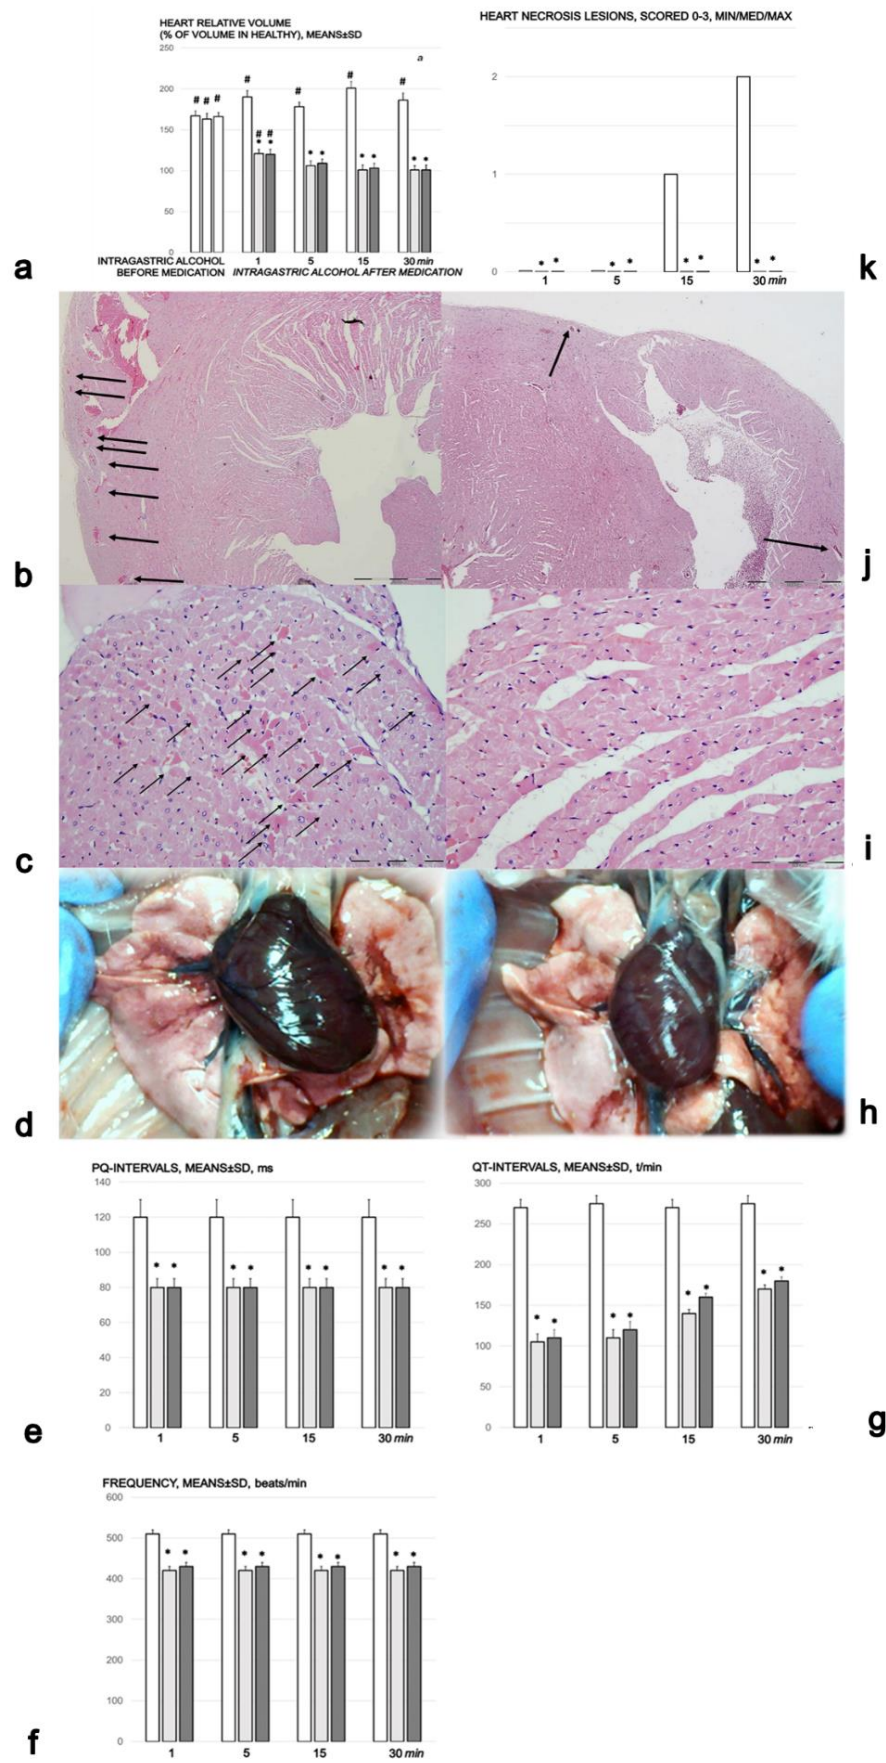 HEART RELATIVE VOLUME
(% OF VOLUME IN HEALTHY), MEANS±SD
250
200
150
100
50
0
a
# # #
#
# #
* *
#
* *
#
* *
#
* *
INTRAGASTRIC ALCOHOL
BEFORE MEDICATION
1 5 15 30 min
INTRAGASTRIC ALCOHOL AFTER MEDICATION
a
HEART NECROSIS LESIONS, SCORED 0-3, MIN/MED/MAX
2
1
0
* * * * * * * *
1 5 15 30 min
k
b
j
c
i
d
h
PQ-INTERVALS, MEANS±SD, ms
140
120
100
80
60
40
20
0
* * * * * * * *
1 5 15 30 min
e
QT-INTERVALS, MEANS±SD, t/min
300
250
200
150
100
50
0
* * * * * * * *
1 5 15 30 min
g
FREQUENCY, MEANS±SD, beats/min
600
500
400
300
200
100
0
* * * * * * * *
1 5 15 30 min
f